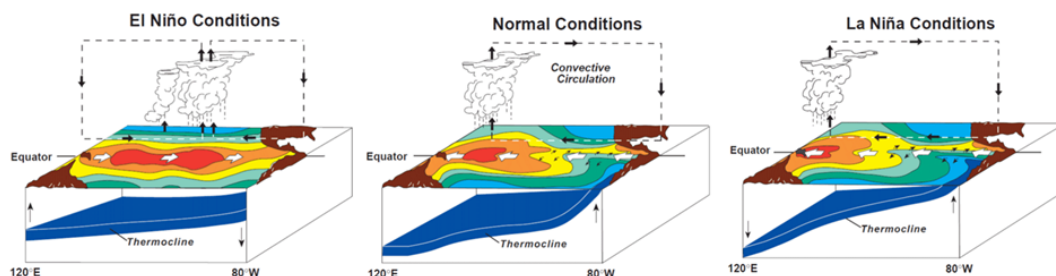 El Niño Conditions
Equator
Thermocline
120°E
80°W
Normal Conditions
Convective
Circulation
Equator
Thermocline
120°E
80°W
La Niña Conditions
Equator
Thermocline
120°E
80°W